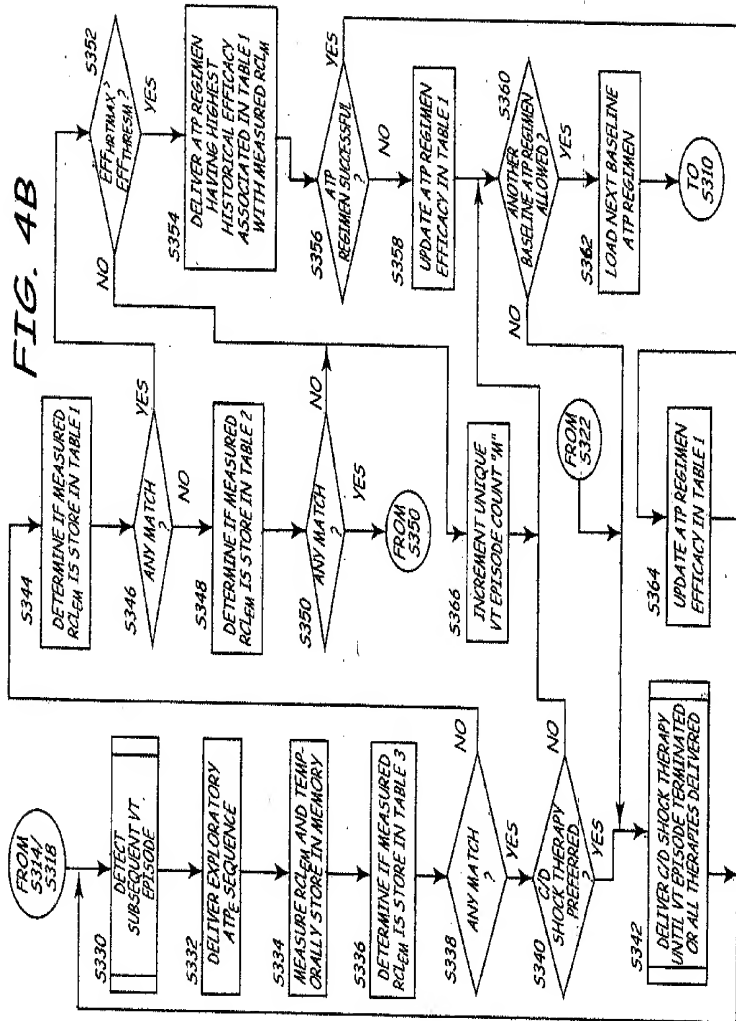 FIG. 4B
FROM
S314/
S318
S330
DETECT
SUBSEQUENT VT
EPISODE
S332
DELIVER EXPLORATORY
ATPE SEQUENCE
S334
MEASURE RCLEM AND TEMP-
ORALLY STORE IN MEMORY
S336
DETERMINE IF MEASURED
RCLEM IS STORE IN TABLE 3
S338
ANY MATCH
?
NO
YES
S340
C/D
SHOCK THERAPY
PREFERRED
?
NO
YES
S342
DELIVER C/D SHOCK THERAPY
UNTIL VT EPISODE TERMINATED
OR ALL THERAPIES DELIVERED
S344
DETERMINE IF MEASURED
RCLEM IS STORE IN TABLE 1
S346
ANY MATCH
?
YES
NO
S348
DETERMINE IF MEASURED
RCLEM IS STORE IN TABLE 2
S350
ANY MATCH
?
NO
YES
FROM
S350
S366
INCREMENT UNIQUE
VT EPISODE COUNT "M"
FROM
S322
S364
UPDATE ATP REGIMEN
EFFICACY IN TABLE 1
S352
EFFHRTMAX >
EFFTHRESM ?
NO
YES
S354
DELIVER ATP REGIMEN
HAVING HIGHEST
HISTORICAL EFFICACY
ASSOCIATED IN TABLE 1
WITH MEASURED RCLM
S356
ATP
REGIMEN SUCCESSFUL
?
YES
NO
S358
UPDATE ATP REGIMEN
EFFICACY IN TABLE 1
S360
ANOTHER
BASELINE ATP REGIMEN
ALLOWED ?
NO
YES
S362
LOAD NEXT BASELINE
ATP REGIMEN
TO
S310